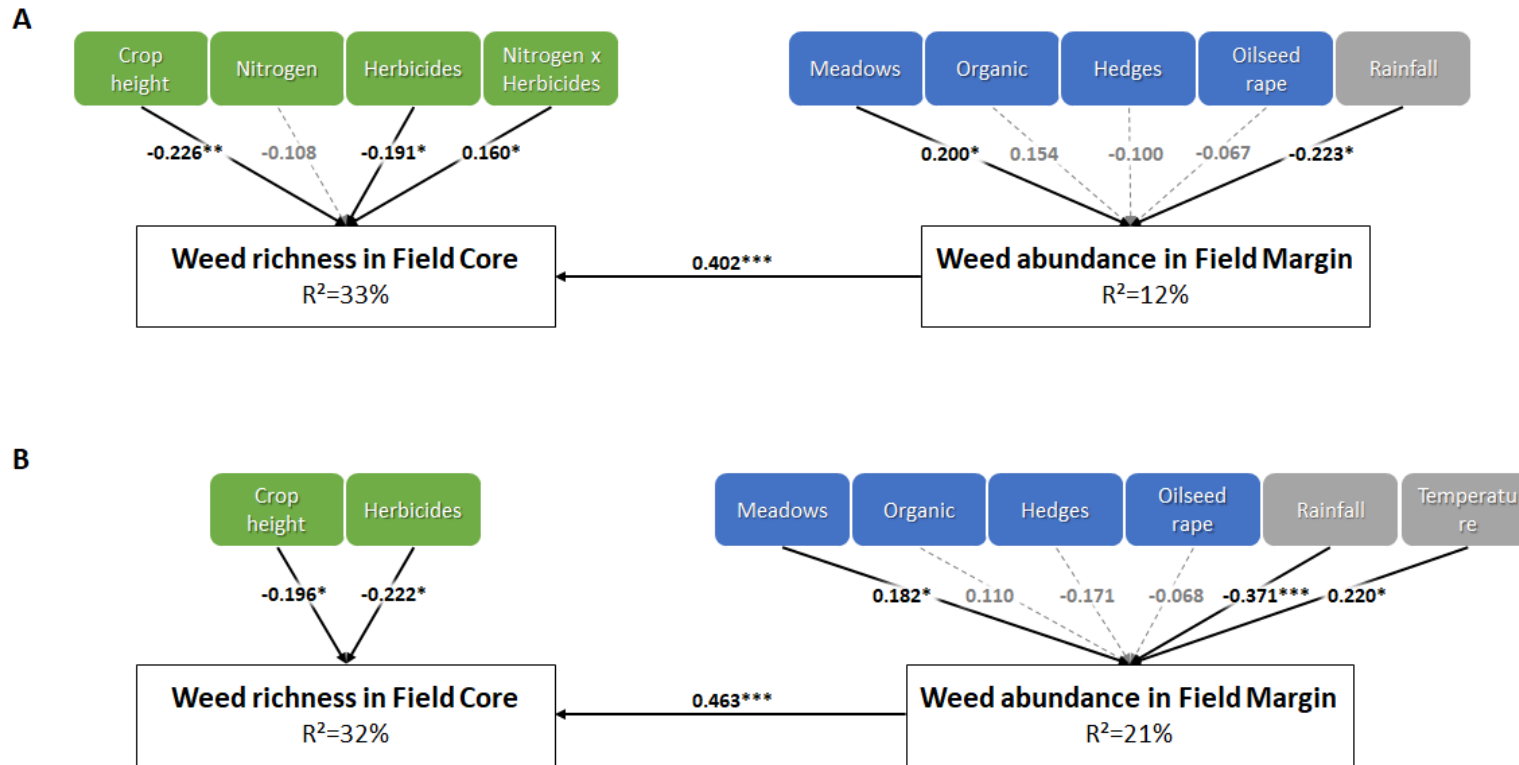 A
Crop
height
Nitrogen
Herbicides
Nitrogen x
Herbicides
Meadows
Organic
Hedges
Oilseed
rape
Rainfall
-0.226**
-0.108
-0.191*
0.160*
0.200*
0.154
-0.100
-0.067
-0.223*
Weed richness in Field Core
R²=33%
0.402***
Weed abundance in Field Margin
R²=12%
B
Crop
height
Herbicides
Meadows
Organic
Hedges
Oilseed
rape
Rainfall
Temperatu
re
-0.196*
-0.222*
0.182*
0.110
-0.171
-0.068
-0.371***
0.220*
Weed richness in Field Core
R²=32%
0.463***
Weed abundance in Field Margin
R²=21%